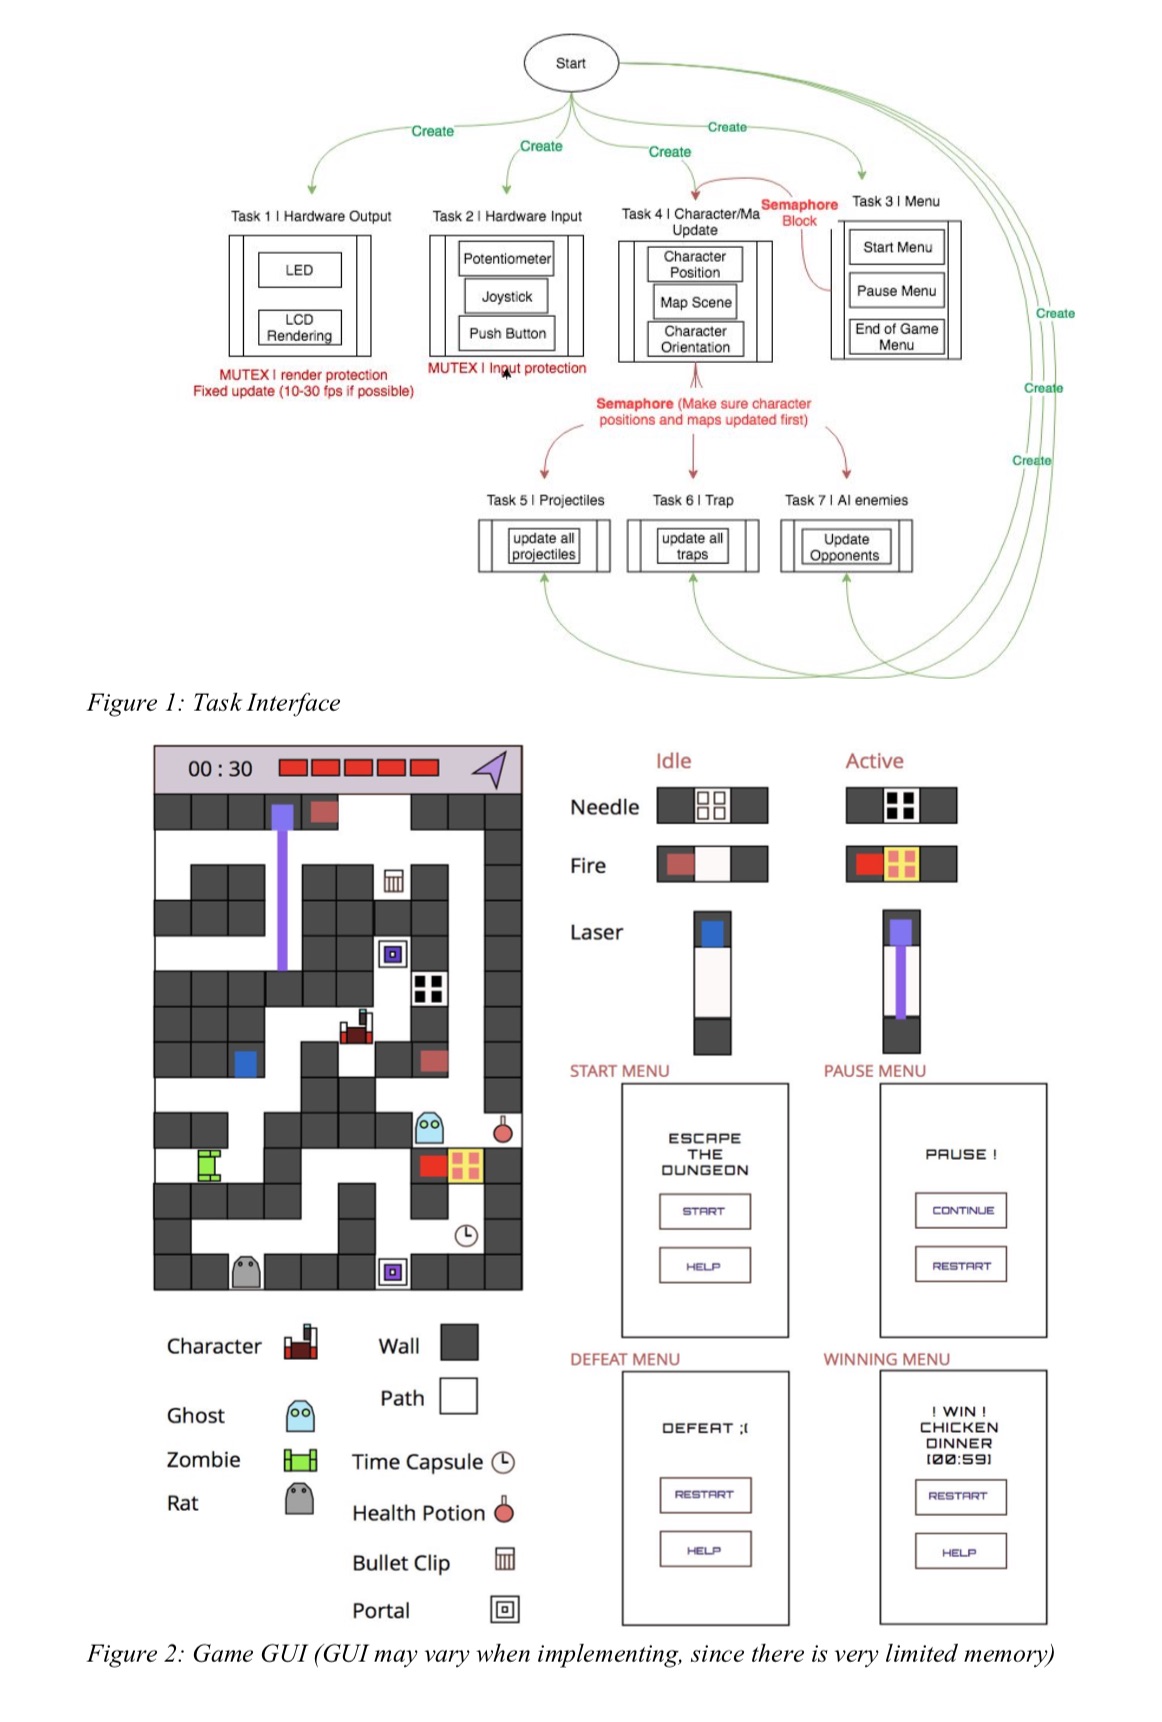 Start
Create
Create
Create
Create
Task 1 | Hardware Output
LED
LCD
Rendering
MUTEX | render protection
Fixed update (10-30 fps if possible)
Task 2 | Hardware Input
Potentiometer
Joystick
Push Button
MUTEX | Input protection
Task 4 | Character/Ma
Update
Character
Position
Map Scene
Character
Orientation
Semaphore
Block
Task 3 | Menu
Start Menu
Pause Menu
End of Game
Menu
Create
Create
Create
Semaphore (Make sure character
positions and maps updated first)
Task 5 | Projectiles
update all
projectiles
Task 6 | Trap
update all
traps
Task 7 | AI enemies
Update
Opponents
Figure 1: Task Interface
00 : 30
Idle
Active
Needle
Fire
Laser
START MENU
ESCAPE
THE
DUNGEON
START
HELP
PAUSE MENU
PAUSE !
CONTINUE
RESTART
DEFEAT MENU
DEFEAT ;(
RESTART
HELP
WINNING MENU
! WIN !
CHICKEN
DINNER
[00:59]
RESTART
HELP
Character
Ghost
Zombie
Rat
Wall
Path
Time Capsule
Health Potion
Bullet Clip
Portal
Figure 2: Game GUI (GUI may vary when implementing, since there is very limited memory)